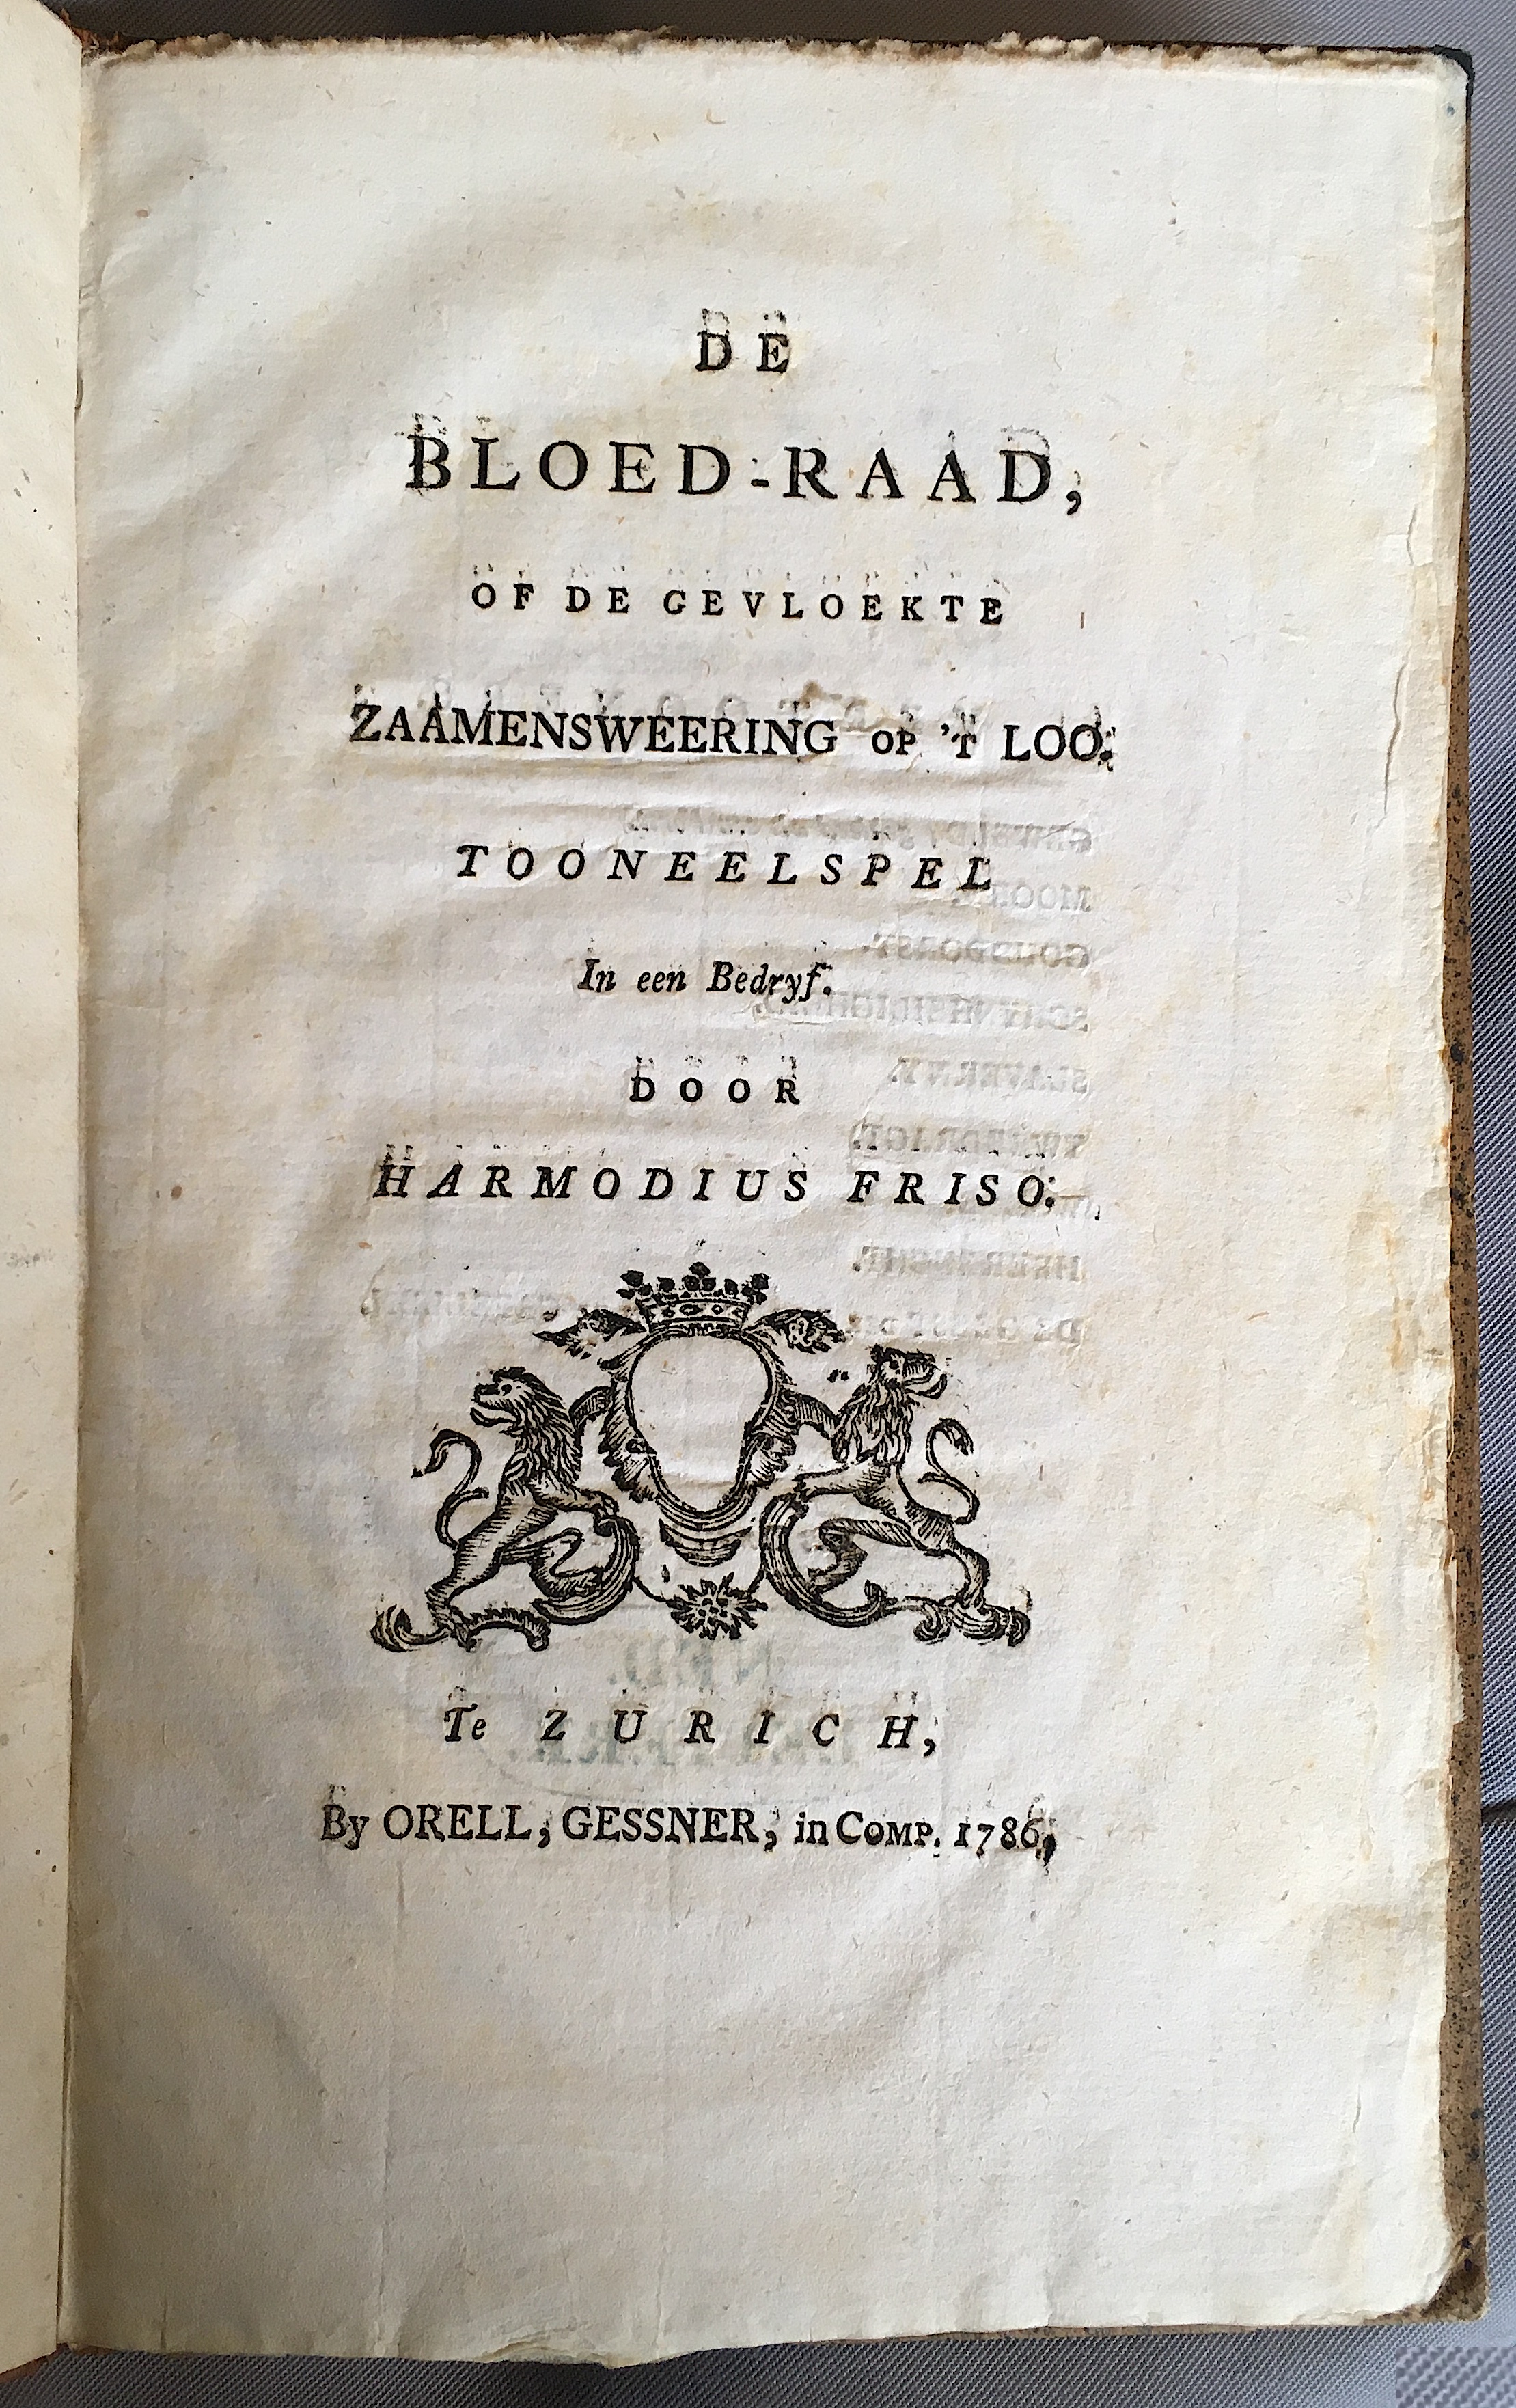 DE
BLOED-RAAD,
OF DE GEVLOEKTE
ZAAMENSWEERING OP 'T LOO.
TOONEELSPEL
In een Bedryf.
DOOR
HARMODIUS FRISO.
Te ZURICH,
By ORELL, GESSNER, in COMP. 1786,